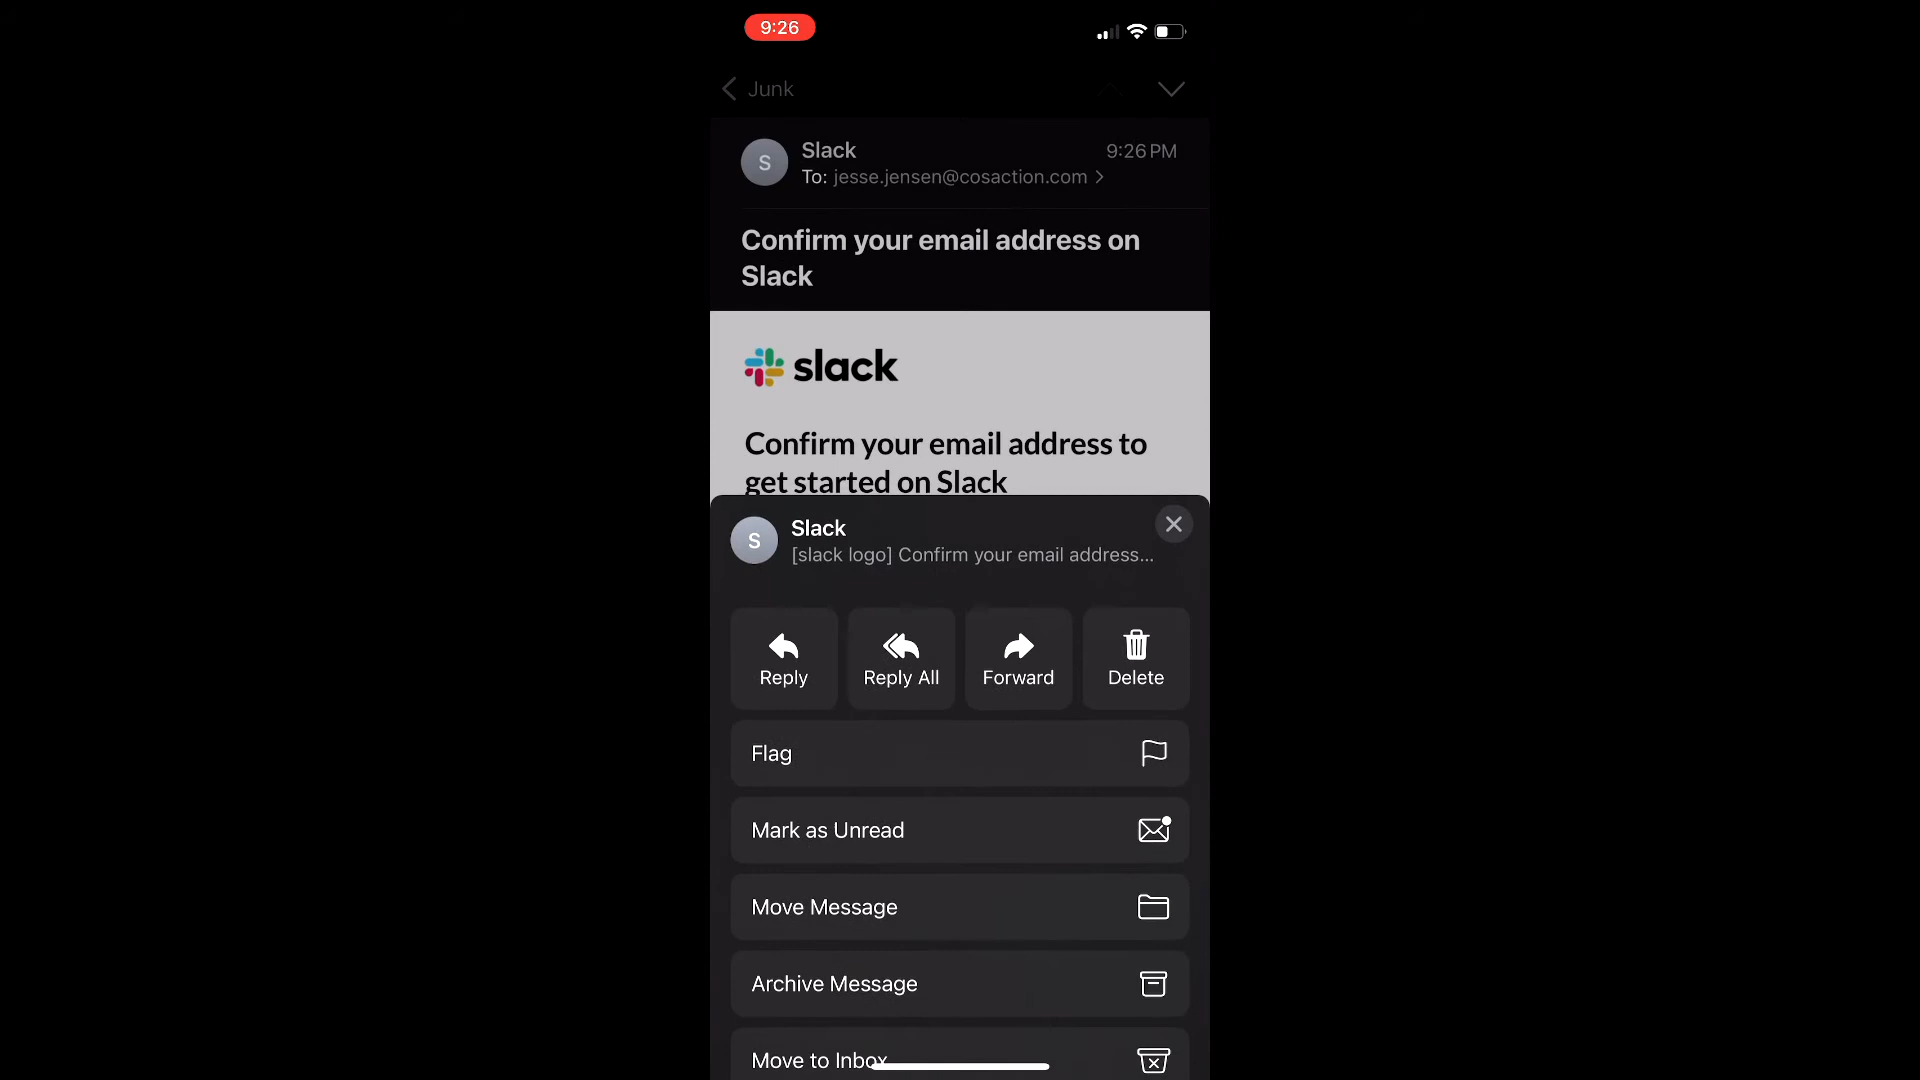 9:26
Junk
S
Slack
9:26 PM
To: jesse.jensen@cosaction.com
Confirm your email address on
Slack
slack
Confirm your email address to
get started on Slack
S
Slack
[slack logo] Confirm your email address...
Reply
Reply All
Forward
Delete
Flag
Mark as Unread
Move Message
Archive Message
Move to Inbox